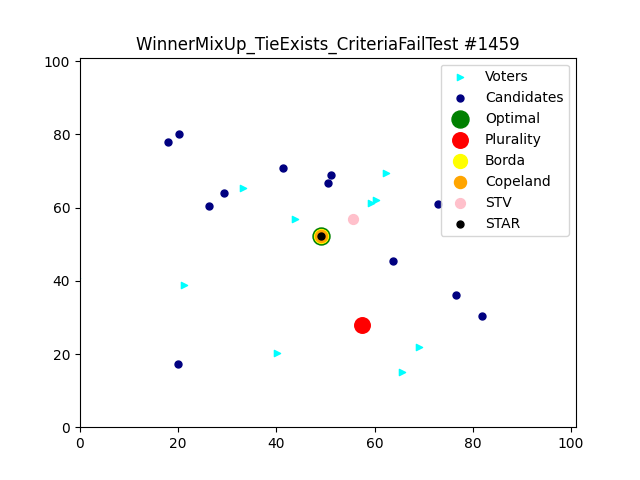 WinnerMixUp_TieExists_CriteriaFailTest #1459
100
80
60
40
20
0
0
20
40
60
80
100
Voters
Candidates
Optimal
Plurality
Borda
Copeland
STV
STAR